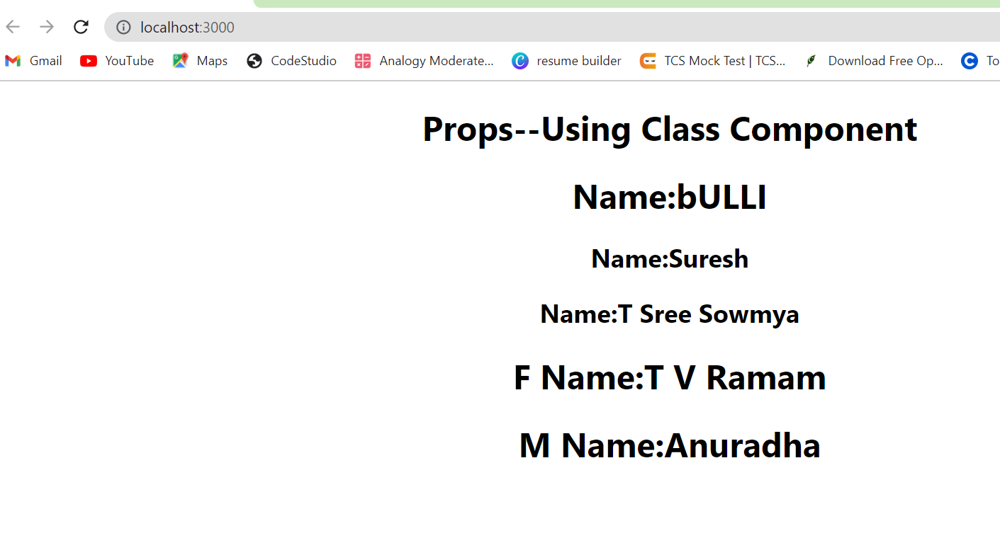 localhost:3000
Gmail YouTube Maps CodeStudio Analogy Moderate... resume builder TCS Mock Test | TCS... Download Free Op... To
Props--Using Class Component
Name:bULLI
Name:Suresh
Name:T Sree Sowmya
F Name:T V Ramam
M Name:Anuradha